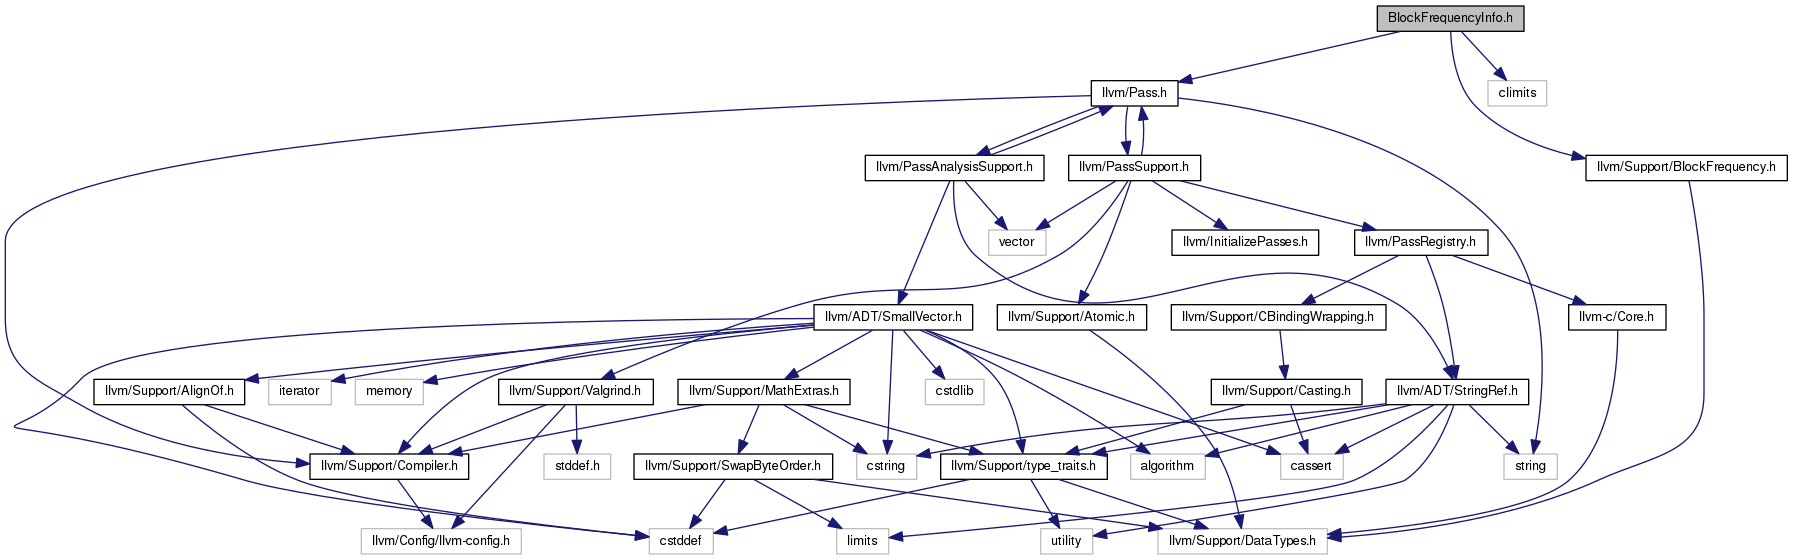 BlockFrequencyInfo.h
llvm/Pass.h
climits
llvm/PassAnalysisSupport.h
llvm/PassSupport.h
llvm/Support/BlockFrequency.h
vector
llvm/InitializePasses.h
llvm/PassRegistry.h
llvm/ADT/SmallVector.h
llvm/Support/Atomic.h
llvm/Support/CBindingWrapping.h
llvm-c/Core.h
llvm/Support/AlignOf.h
iterator
memory
llvm/Support/Valgrind.h
llvm/Support/MathExtras.h
cstdlib
llvm/Support/Casting.h
llvm/ADT/StringRef.h
llvm/Support/Compiler.h
stddef.h
llvm/Support/SwapByteOrder.h
cstring
llvm/Support/type_traits.h
algorithm
cassert
string
llvm/Config/llvm-config.h
cstddef
limits
utility
llvm/Support/DataTypes.h